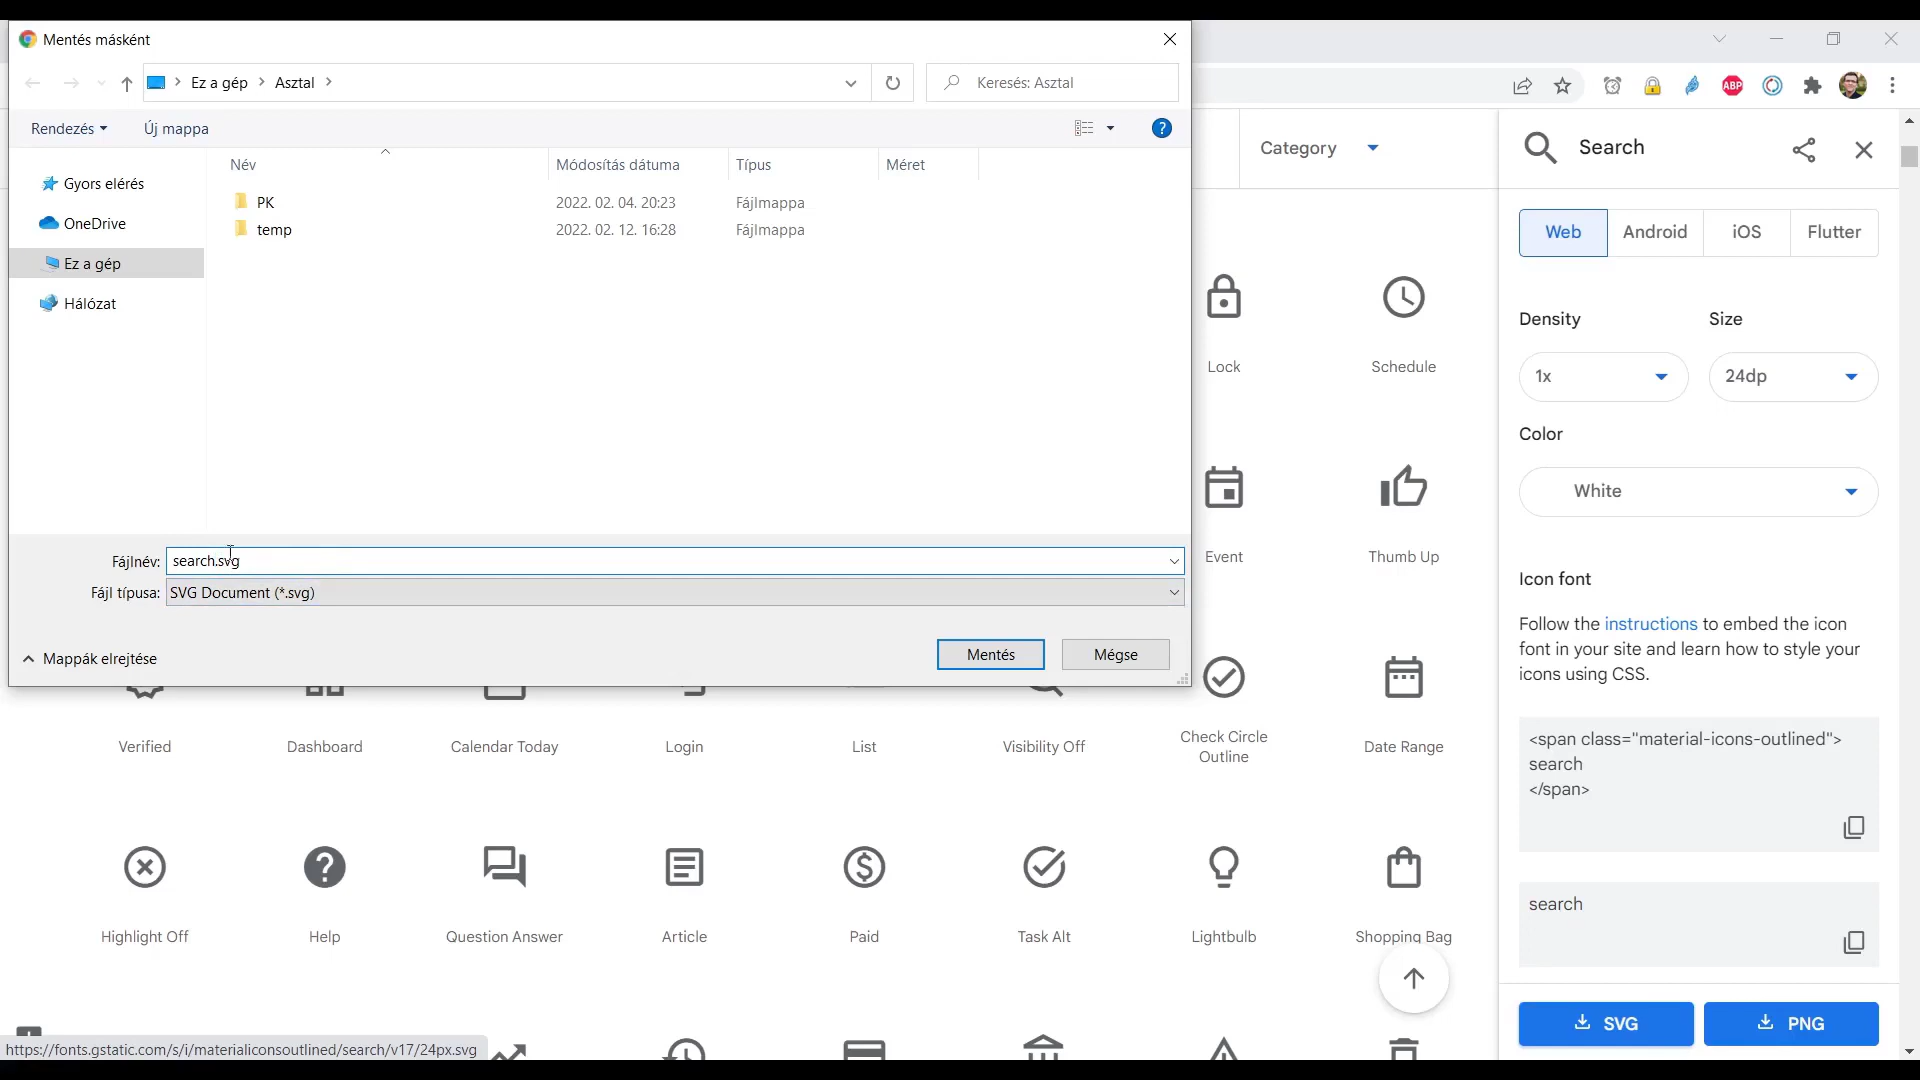 Mentés másként
Ez a gép
Asztal
Keresés: Asztal
ABP
Rendezés
Új mappa
?
Név
Módosítás dátuma
Típus
Méret
Gyors elérés
OneDrive
Ez a gép
Hálózat
PK
2022. 02. 04. 20:23
Fájlmappa
temp
2022. 02. 12. 16:28
Fájlmappa
Fájlnév:
search.svg
Fájl típusa:
SVG Document (*.svg)
Mappák elrejtése
Mentés
Mégse
Category
Lock
Schedule
Event
Thumb Up
Verified
Dashboard
Calendar Today
Login
List
Visibility Off
Check Circle
Outline
Date Range
Highlight Off
Help
Question Answer
Article
Paid
Task Alt
Lightbulb
Shopping Bag
https://fonts.gstatic.com/s/i/materialiconsoutlined/search/v17/24px.svg
Search
Web
Android
iOS
Flutter
Density
Size
1x
24dp
Color
White
Icon font
Follow the instructions to embed the icon
font in your site and learn how to style your
icons using CSS.
<span class="material-icons-outlined">
search
</span>
search
SVG
PNG